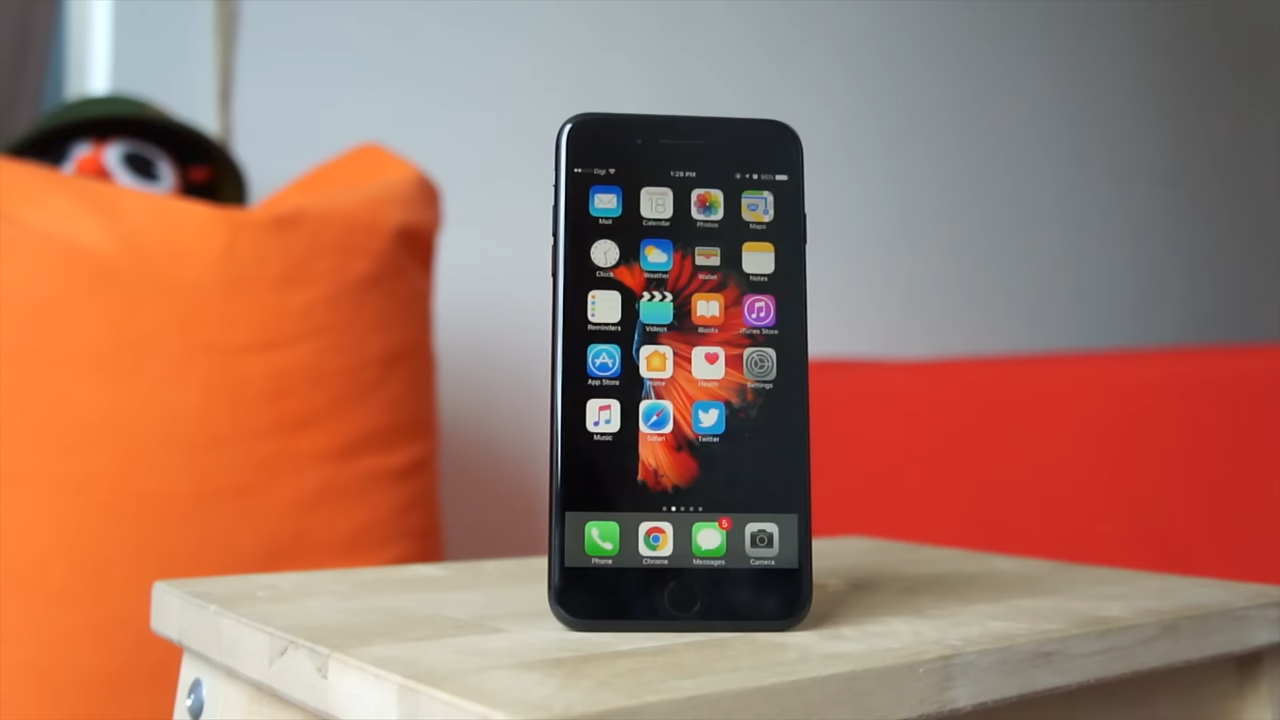 Digi 1:28 PM 96%
18
Mail Calendar Photos Maps
Clock Weather Wallet Notes
Reminders Videos iBooks iTunes Store
App Store Home Health Settings
Music Safari Twitter
5
Phone Chrome Messages Camera